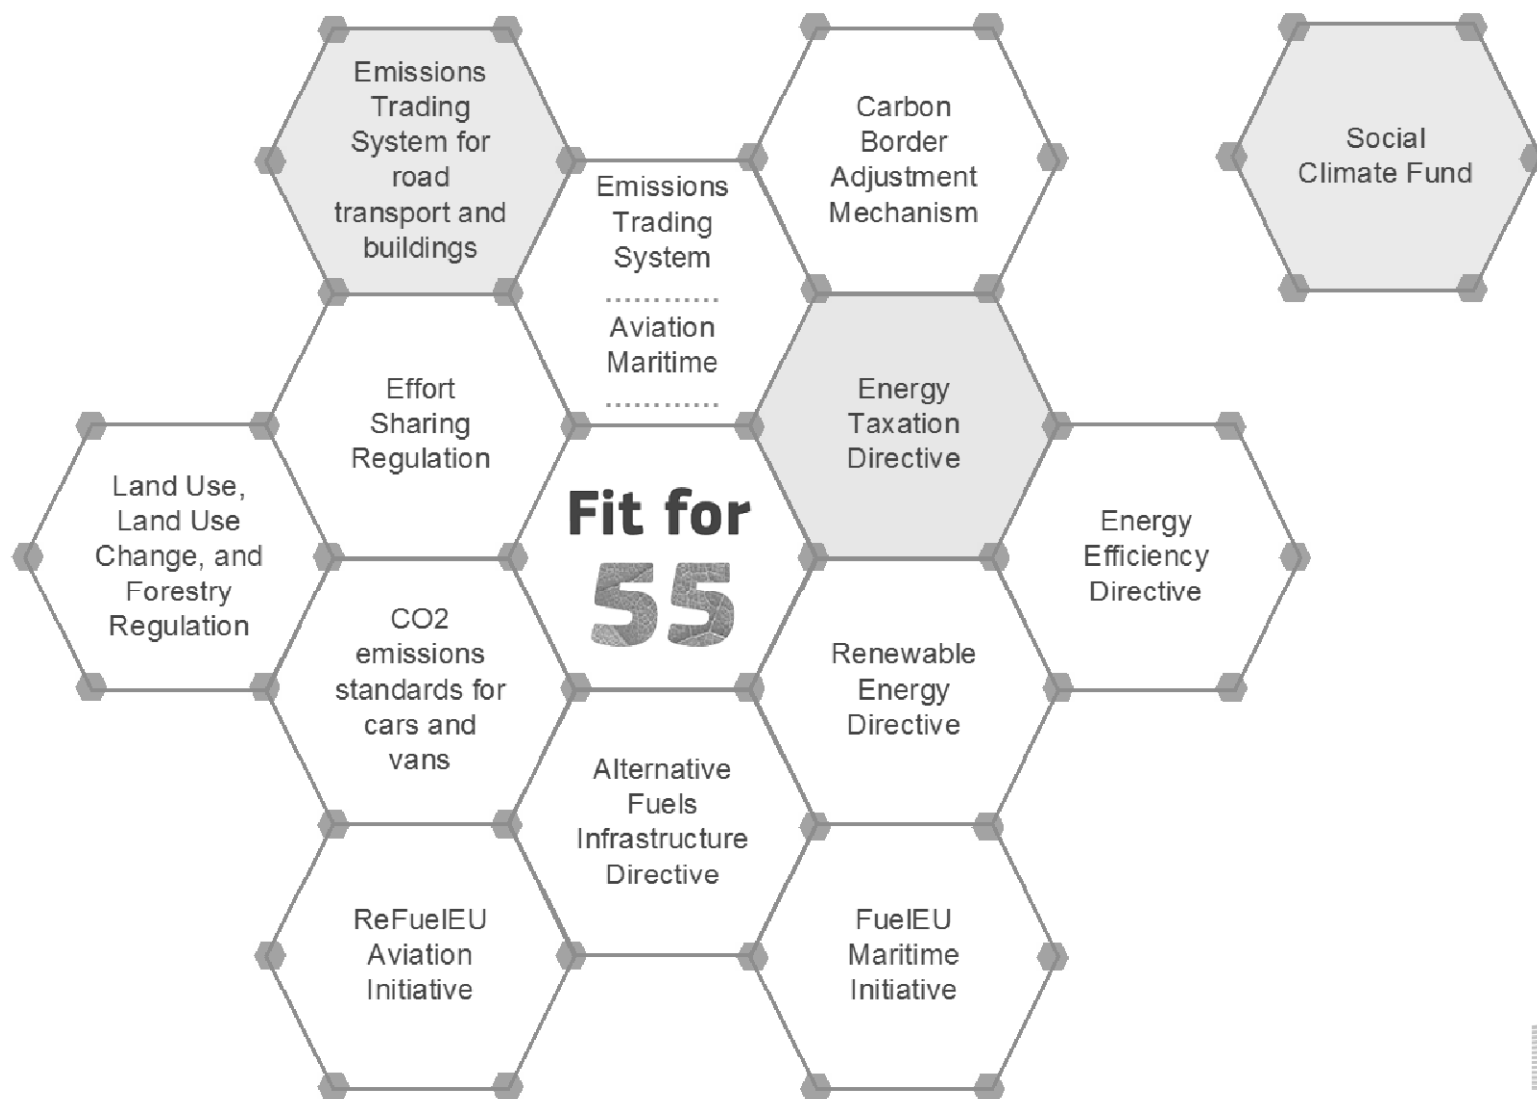 Emissions
Trading
System for
road
transport and
buildings
Emissions
Trading
System
Aviation
Maritime
Carbon
Border
Adjustment
Mechanism
Social
Climate Fund
Effort
Sharing
Regulation
Energy
Taxation
Directive
Land Use,
Land Use
Change, and
Forestry
Regulation
Fit for
55
Energy
Efficiency
Directive
CO2
emissions
standards for
cars and
vans
Renewable
Energy
Directive
Alternative
Fuels
Infrastructure
Directive
ReFuelEU
Aviation
Initiative
FuelEU
Maritime
Initiative